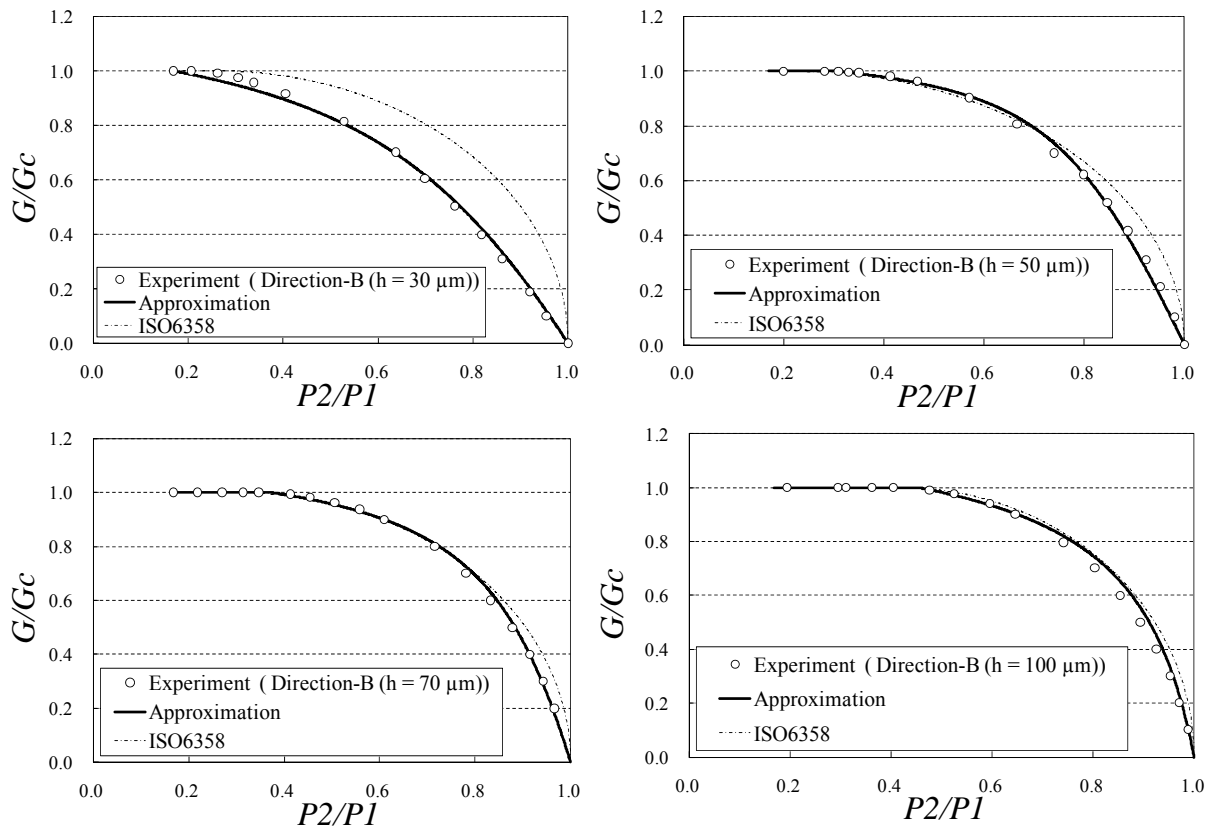 1.2
1.0
0.8
0.6
0.4
0.2
0.0
G/Gc
Experiment ( Direction-B (h = 30 µm))
Approximation
ISO6358
0.0 0.2 0.4 0.6 0.8 1.0
P2/P1
1.2
1.0
0.8
0.6
0.4
0.2
0.0
G/Gc
Experiment ( Direction-B (h = 50 µm))
Approximation
ISO6358
0.0 0.2 0.4 0.6 0.8 1.0
P2/P1
1.2
1.0
0.8
0.6
0.4
0.2
0.0
G/Gc
Experiment ( Direction-B (h = 70 µm))
Approximation
ISO6358
0.0 0.2 0.4 0.6 0.8 1.0
P2/P1
1.2
1.0
0.8
0.6
0.4
0.2
0.0
G/Gc
Experiment ( Direction-B (h = 100 µm))
Approximation
ISO6358
0.0 0.2 0.4 0.6 0.8 1.0
P2/P1